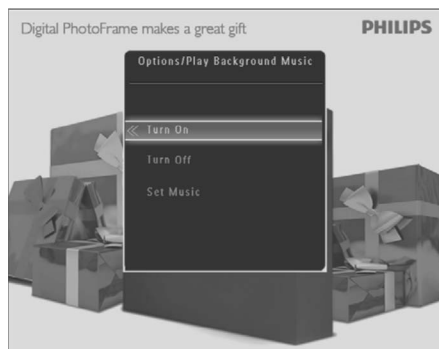 Digital PhotoFrame makes a great gift PHILIPS
Options/Play Background Music
Turn On
Turn Off
Set Music